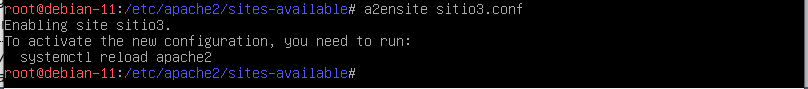 root@debian-11:/etc/apache2/sites-available# a2ensite sitio3.conf
Enabling site sitio3.
To activate the new configuration, you need to run:
  systemctl reload apache2
root@debian-11:/etc/apache2/sites-available#